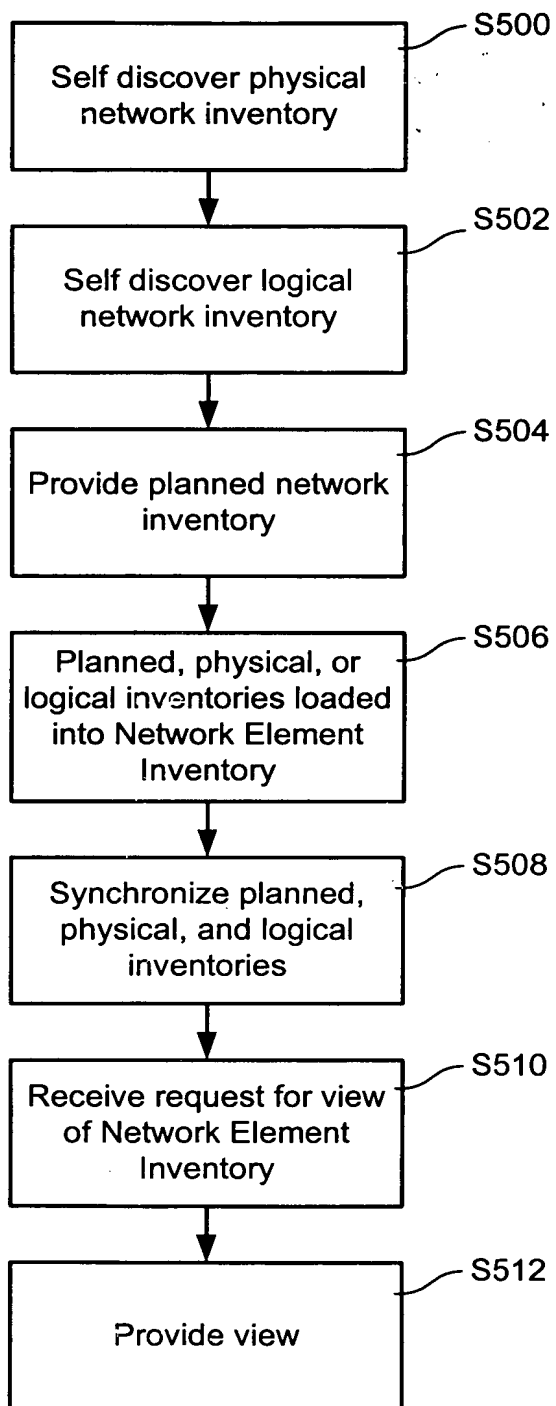 S500
Self discover physical
network inventory
S502
Self discover logical
network inventory
S504
Provide planned network
inventory
S506
Planned, physical, or
logical inventories loaded
into Network Element
Inventory
S508
Synchronize planned,
physical, and logical
inventories
S510
Receive request for view
of Network Element
Inventory
S512
Provide view